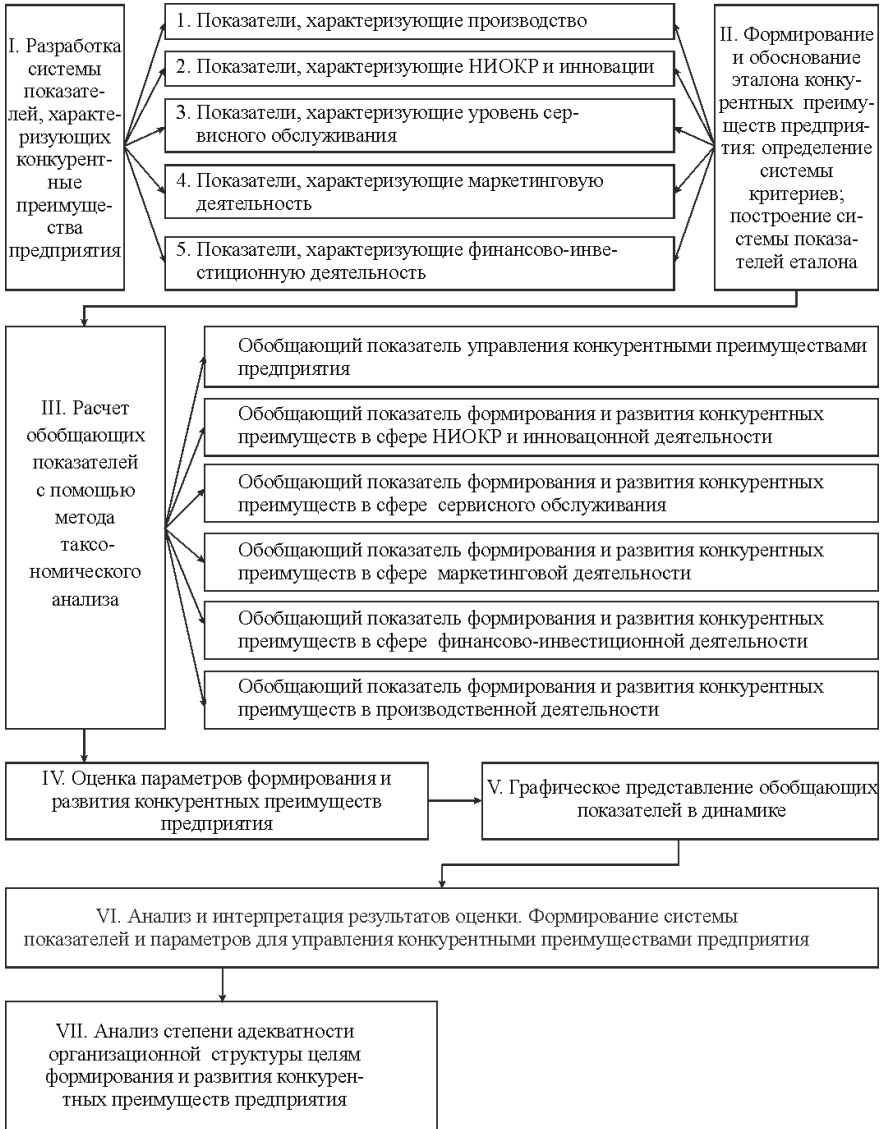 I. Разработка
системы
показате-
лей, характе-
ризующих
конкурент-
ные
преимуще-
ства
предприятия
1. Показатели, характеризующие производство
2. Показатели, характеризующие НИОКР и инновации
3. Показатели, характеризующие уровень сер-
висного обслуживания
4. Показатели, характеризующие маркетинговую
деятельность
5. Показатели, характеризующие финансово-инве-
стиционную деятельность
II. Формирование
и обоснование
эталона конку-
рентных преиму-
ществ предприя-
тия: определение
системы
критериев;
построение си-
стемы показа-
телей еталона
III. Расчет
обобщающих
показателей
с помощью
метода
таксо-
номического
анализа
Обобщающий показатель управления конкурентными преимуществами
предприятия
Обобщающий показатель формирования и развития конкурентных
преимуществ в сфере НИОКР и инновацонной деятельности
Обобщающий показатель формирования и развития конкурентных
преимуществ в сфере сервисного обслуживания
Обобщающий показатель формирования и развития конкурентных
преимуществ в сфере маркетинговой деятельности
Обобщающий показатель формирования и развития конкурентных
преимуществ в сфере финансово-инвестиционной деятельности
Обобщающий показатель формирования и развития конкурентных
преимуществ в производственной деятельности
IV. Оценка параметров формирования и
развития конкурентных преимуществ
предприятия
V. Графическое представление обобщающих
показателей в динамике
VI. Анализ и интерпретация результатов оценки. Формирование системы
показателей и параметров для управления конкурентными преимуществами предприятия
VII. Анализ степени адекватности
организационной структуры целям
формирования и развития конкурен-
тных преимуществ предприятия